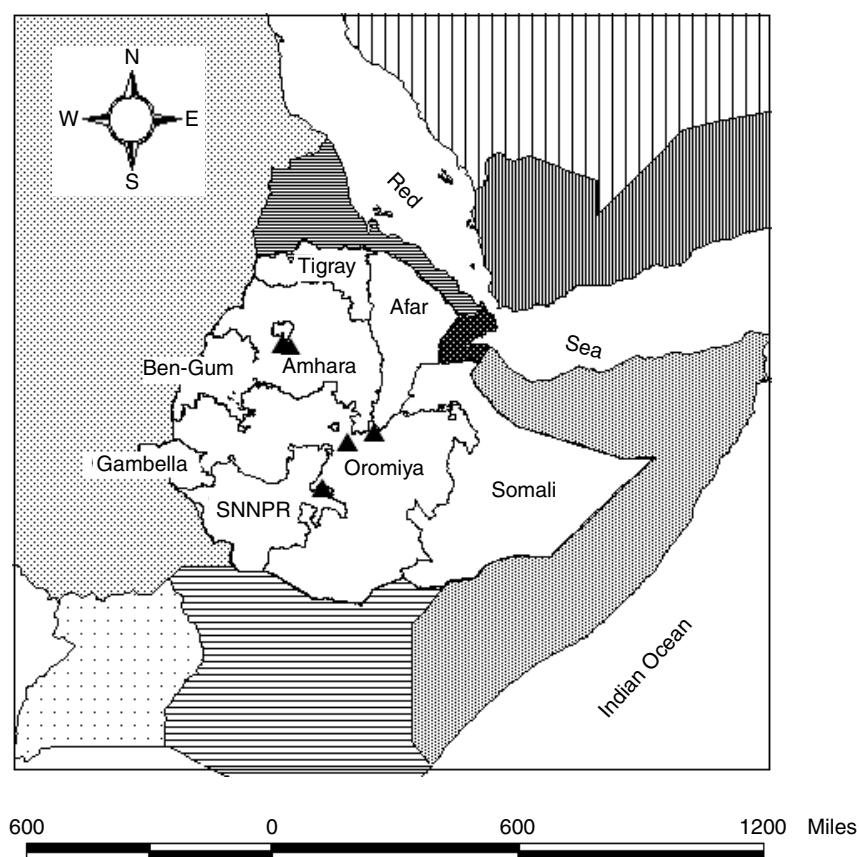 N
W E
S
Red
Tigray
Afar
Sea
Ben-Gum
Amhara
Gambella
Oromiya
SNNPR
Somali
Indian Ocean
600 0 600 1200 Miles